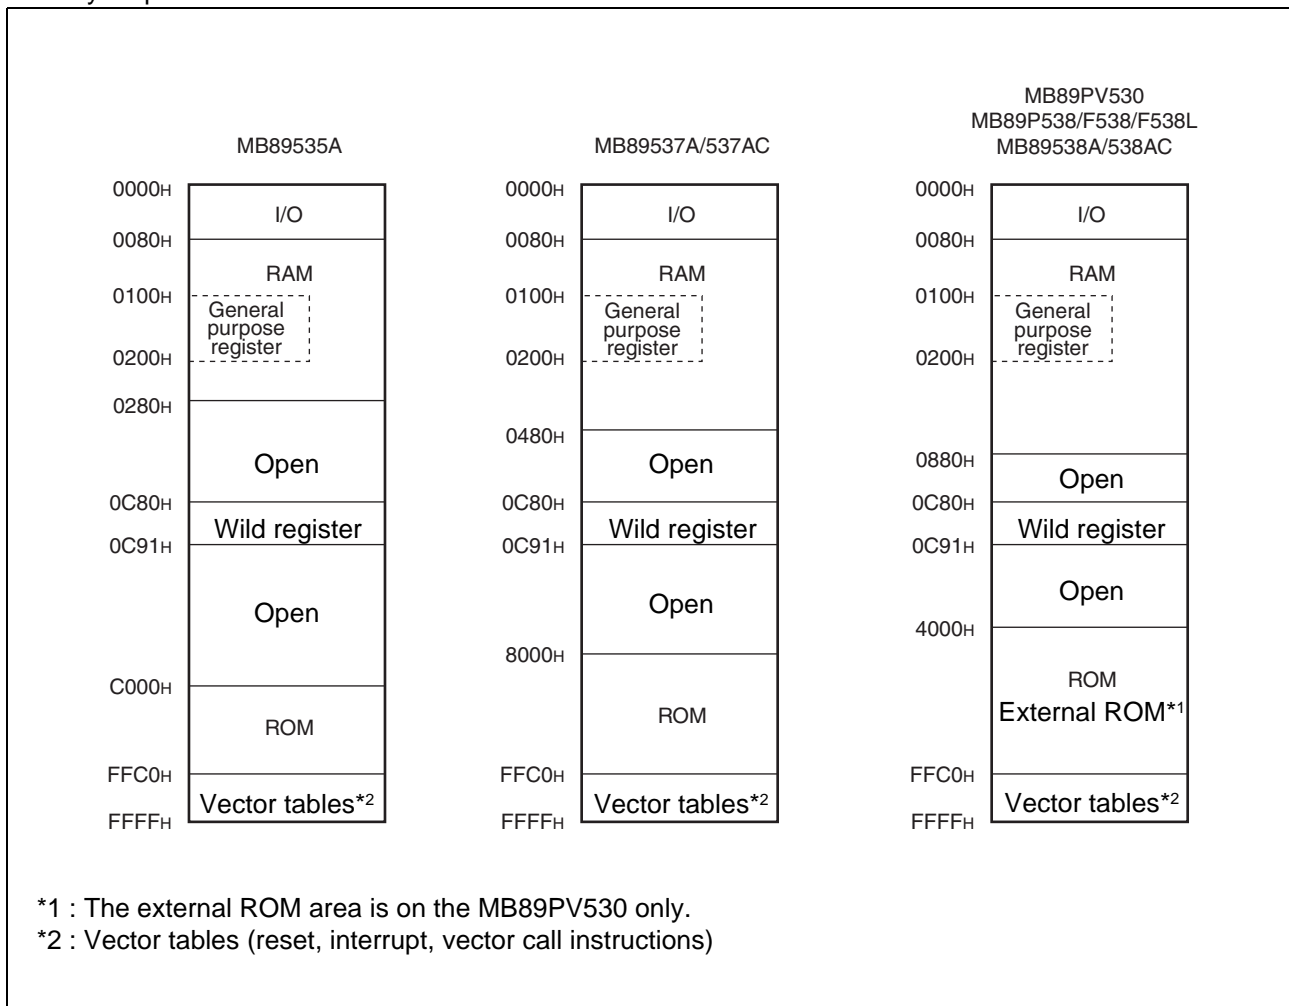 MB89535A
0000H
I/O
0080H
RAM
0100H
General
purpose
register
0200H
0280H
Open
0C80H
Wild register
0C91H
Open
C000H
ROM
FFC0H
Vector tables*2
FFFFH
MB89537A/537AC
0000H
I/O
0080H
RAM
0100H
General
purpose
register
0200H
0480H
Open
0C80H
Wild register
0C91H
Open
8000H
ROM
FFC0H
Vector tables*2
FFFFH
MB89PV530
MB89P538/F538/F538L
MB89538A/538AC
0000H
I/O
0080H
RAM
0100H
General
purpose
register
0200H
0880H
Open
0C80H
Wild register
0C91H
Open
4000H
ROM
External ROM*1
FFC0H
Vector tables*2
FFFFH
*1 : The external ROM area is on the MB89PV530 only.
*2 : Vector tables (reset, interrupt, vector call instructions)